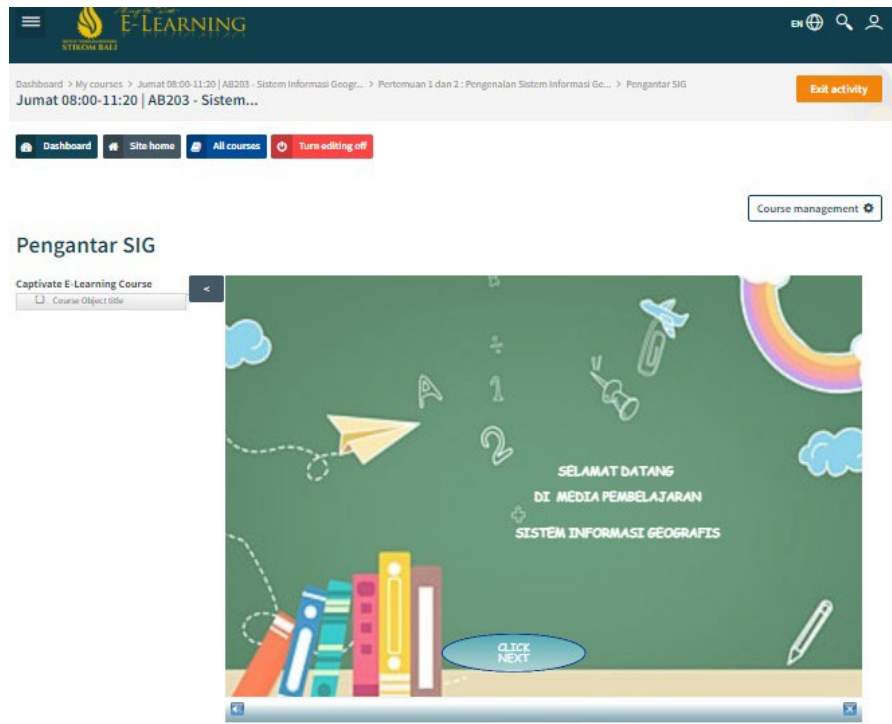 E-LEARNING
STIKOM BALI
EN
Dashboard > My courses > Jumat 08:00-11:20 | AB203 - Sistem Informasi Geogr... > Pertemuan 1 dan 2 : Pengenalan Sistem Informasi Ge... > Pengantar SIG
Jumat 08:00-11:20 | AB203 - Sistem...
Exit activity
Dashboard
Site home
All courses
Turn editing off
Course management
Pengantar SIG
Captivate E-Learning Course
<
Course Object title
A 1
2
SELAMAT DATANG
DI MEDIA PEMBELAJARAN
SISTEM INFORMASI GEOGRAFIS
CLICK
NEXT